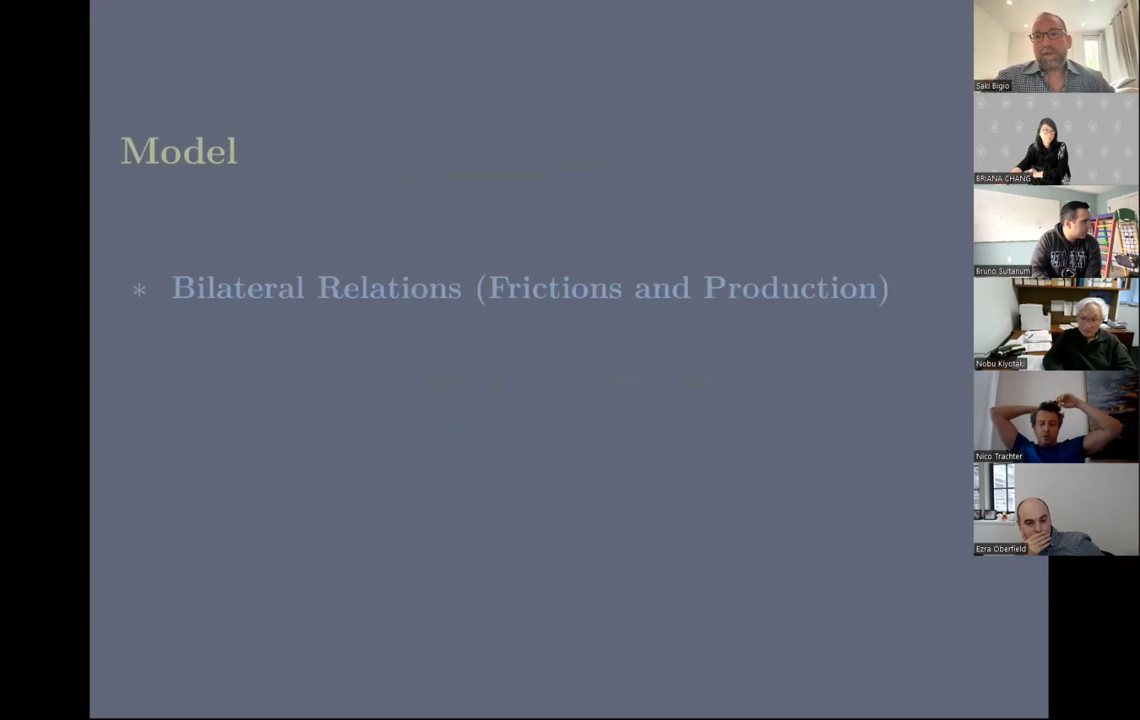 Model
* Bilateral Relations (Frictions and Production)
Saki Bigio
BRIANA CHANG
Bruno Sultanum
Nobu Kiyotaki
Nico Trachter
Ezra Oberfield